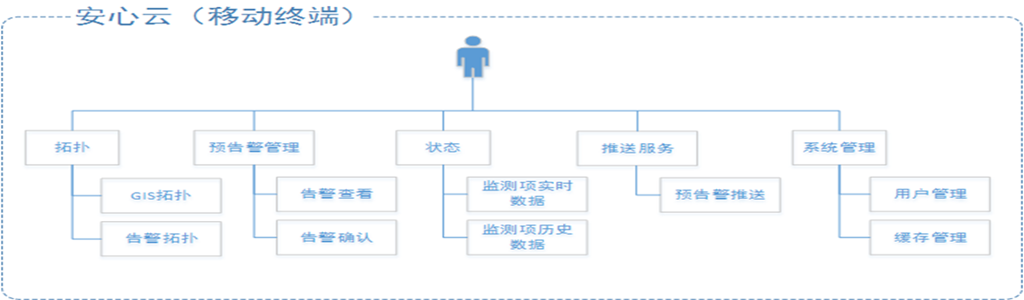 安心云（移动终端）
拓扑
预告警管理
状态
推送服务
系统管理
GIS拓扑
告警查看
监测项实时
数据
预告警推送
用户管理
告警拓扑
告警确认
监测项历史
数据
缓存管理